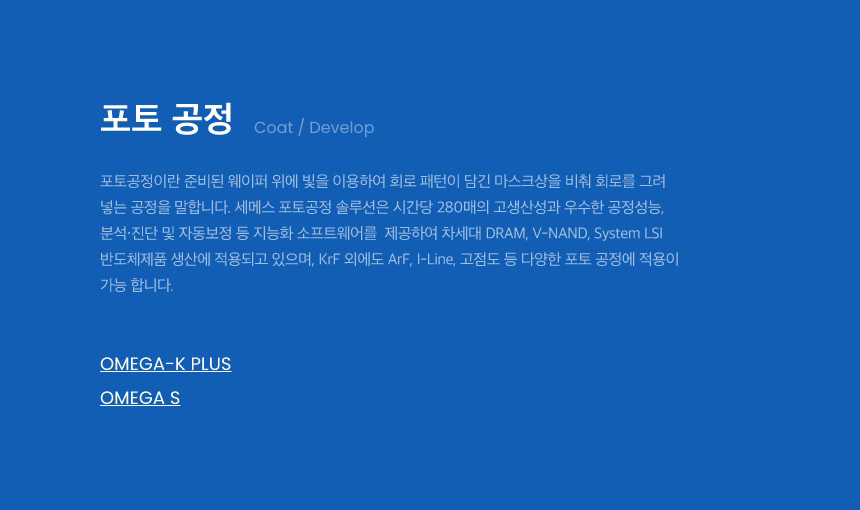 포토 공정 Coat / Develop
포토공정이란 준비된 웨이퍼 위에 빛을 이용하여 회로 패턴이 담긴 마스크상을 비춰 회로를 그려
넣는 공정을 말합니다. 세메스 포토공정 솔루션은 시간당 280매의 고생산성과 우수한 공정성능,
분석·진단 및 자동보정 등 지능화 소프트웨어를 제공하여 차세대 DRAM, V-NAND, System LSI
반도체제품 생산에 적용되고 있으며, KrF 외에도 ArF, I-Line, 고점도 등 다양한 포토 공정에 적용이
가능 합니다.
OMEGA-K PLUS
OMEGA S